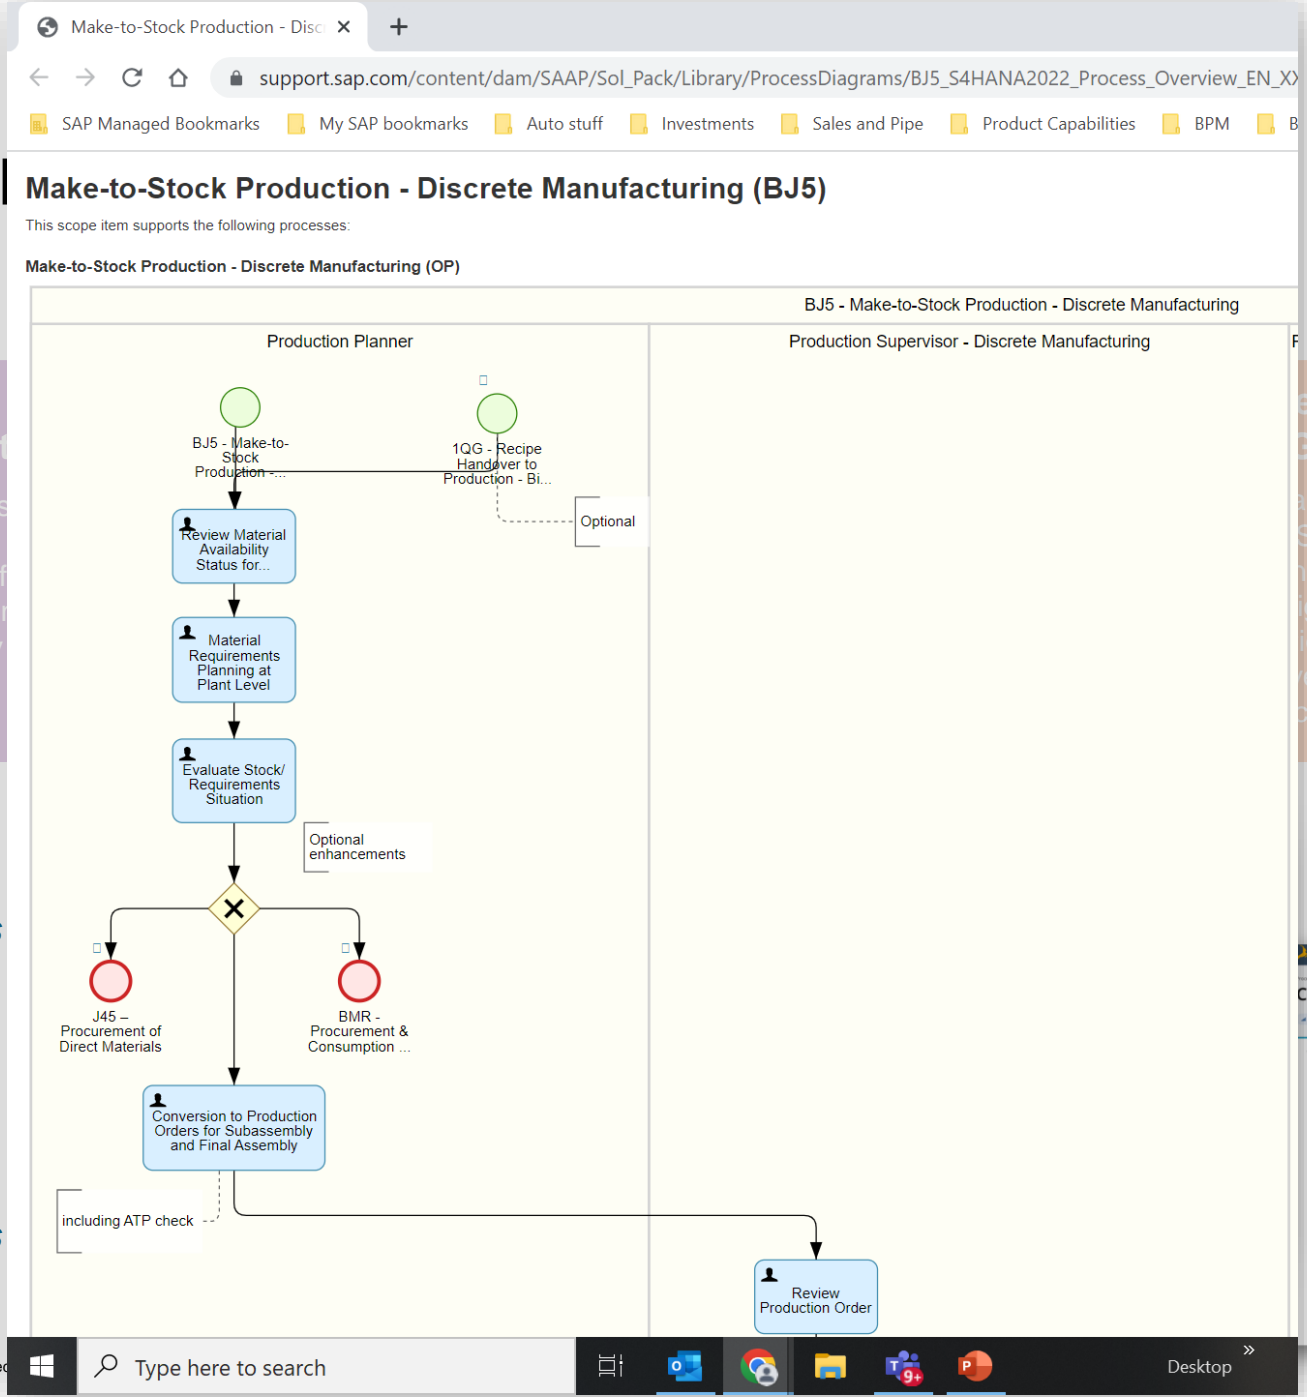 Make-to-Stock Production - Disc
support.sap.com/content/dam/SAAP/Sol_Pack/Library/ProcessDiagrams/BJ5_S4HANA2022_Process_Overview_EN_XX
SAP Managed Bookmarks My SAP bookmarks Auto stuff Investments Sales and Pipe Product Capabilities BPM B
Make-to-Stock Production - Discrete Manufacturing (BJ5)
This scope item supports the following processes:
Make-to-Stock Production - Discrete Manufacturing (OP)
BJ5 - Make-to-Stock Production - Discrete Manufacturing
Production Planner
Production Supervisor - Discrete Manufacturing
BJ5 - Make-to-
Stock
Production -...
1QG - Recipe
Handover to
Production - Bi...
Optional
Review Material
Availability
Status for...
Material
Requirements
Planning at
Plant Level
Evaluate Stock/
Requirements
Situation
Optional
enhancements
J45 –
Procurement of
Direct Materials
BMR -
Procurement &
Consumption ...
Conversion to Production
Orders for Subassembly
and Final Assembly
including ATP check
Review
Production Order
Type here to search
9+
Desktop